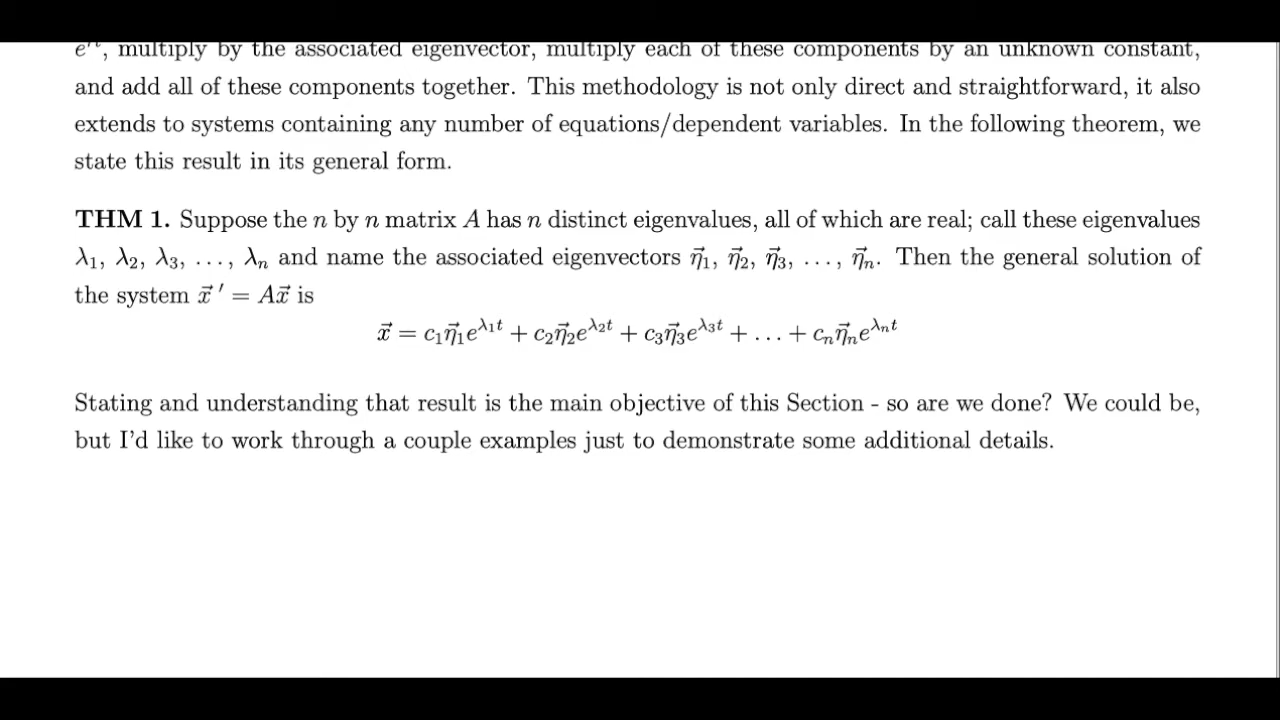 e^{rt}, multiply by the associated eigenvector, multiply each of these components by an unknown constant,
and add all of these components together. This methodology is not only direct and straightforward, it also
extends to systems containing any number of equations/dependent variables. In the following theorem, we
state this result in its general form.
THM 1. Suppose the n by n matrix A has n distinct eigenvalues, all of which are real; call these eigenvalues
λ₁, λ₂, λ₃, ..., λₙ and name the associated eigenvectors η⃗₁, η⃗₂, η⃗₃, ..., η⃗ₙ. Then the general solution of
the system x⃗ ′ = Ax⃗ is
x⃗ = c₁η⃗₁e^{λ₁t} + c₂η⃗₂e^{λ₂t} + c₃η⃗₃e^{λ₃t} + ... + cₙη⃗ₙe^{λₙt}
Stating and understanding that result is the main objective of this Section - so are we done? We could be,
but I'd like to work through a couple examples just to demonstrate some additional details.